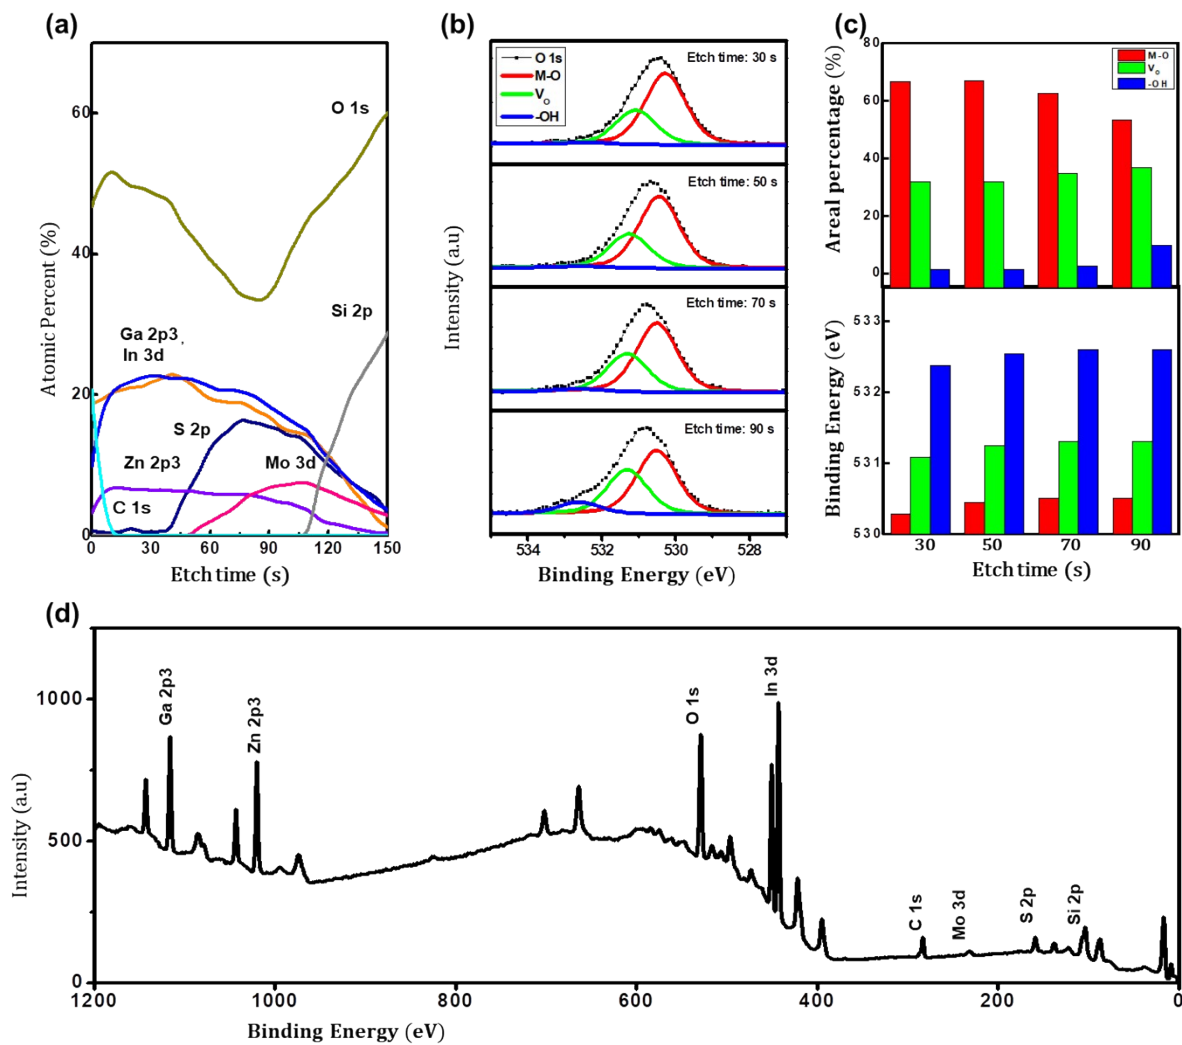 (a)
Atomic Percent (%)
60
40
20
0
O 1s
Si 2p
Ga 2p3 ,
In 3d
S 2p
Zn 2p3
Mo 3d
C 1s
0 30 60 90 120 150
Etch time (s)
(b)
Intensity (a.u)
O 1s
M-O
VO
-OH
Etch time: 30 s
Etch time: 50 s
Etch time: 70 s
Etch time: 90 s
534 532 530 528
Binding Energy (eV)
(c)
Areal percentage (%)
80
60
40
20
0
M-O
VO
-OH
Binding Energy (eV)
533
532
531
530
30 50 70 90
Etch time (s)
(d)
Intensity (a.u)
1000
500
0
Ga 2p3
Zn 2p3
O 1s
In 3d
C 1s
Mo 3d
S 2p
Si 2p
1200 1000 800 600 400 200 0
Binding Energy (eV)